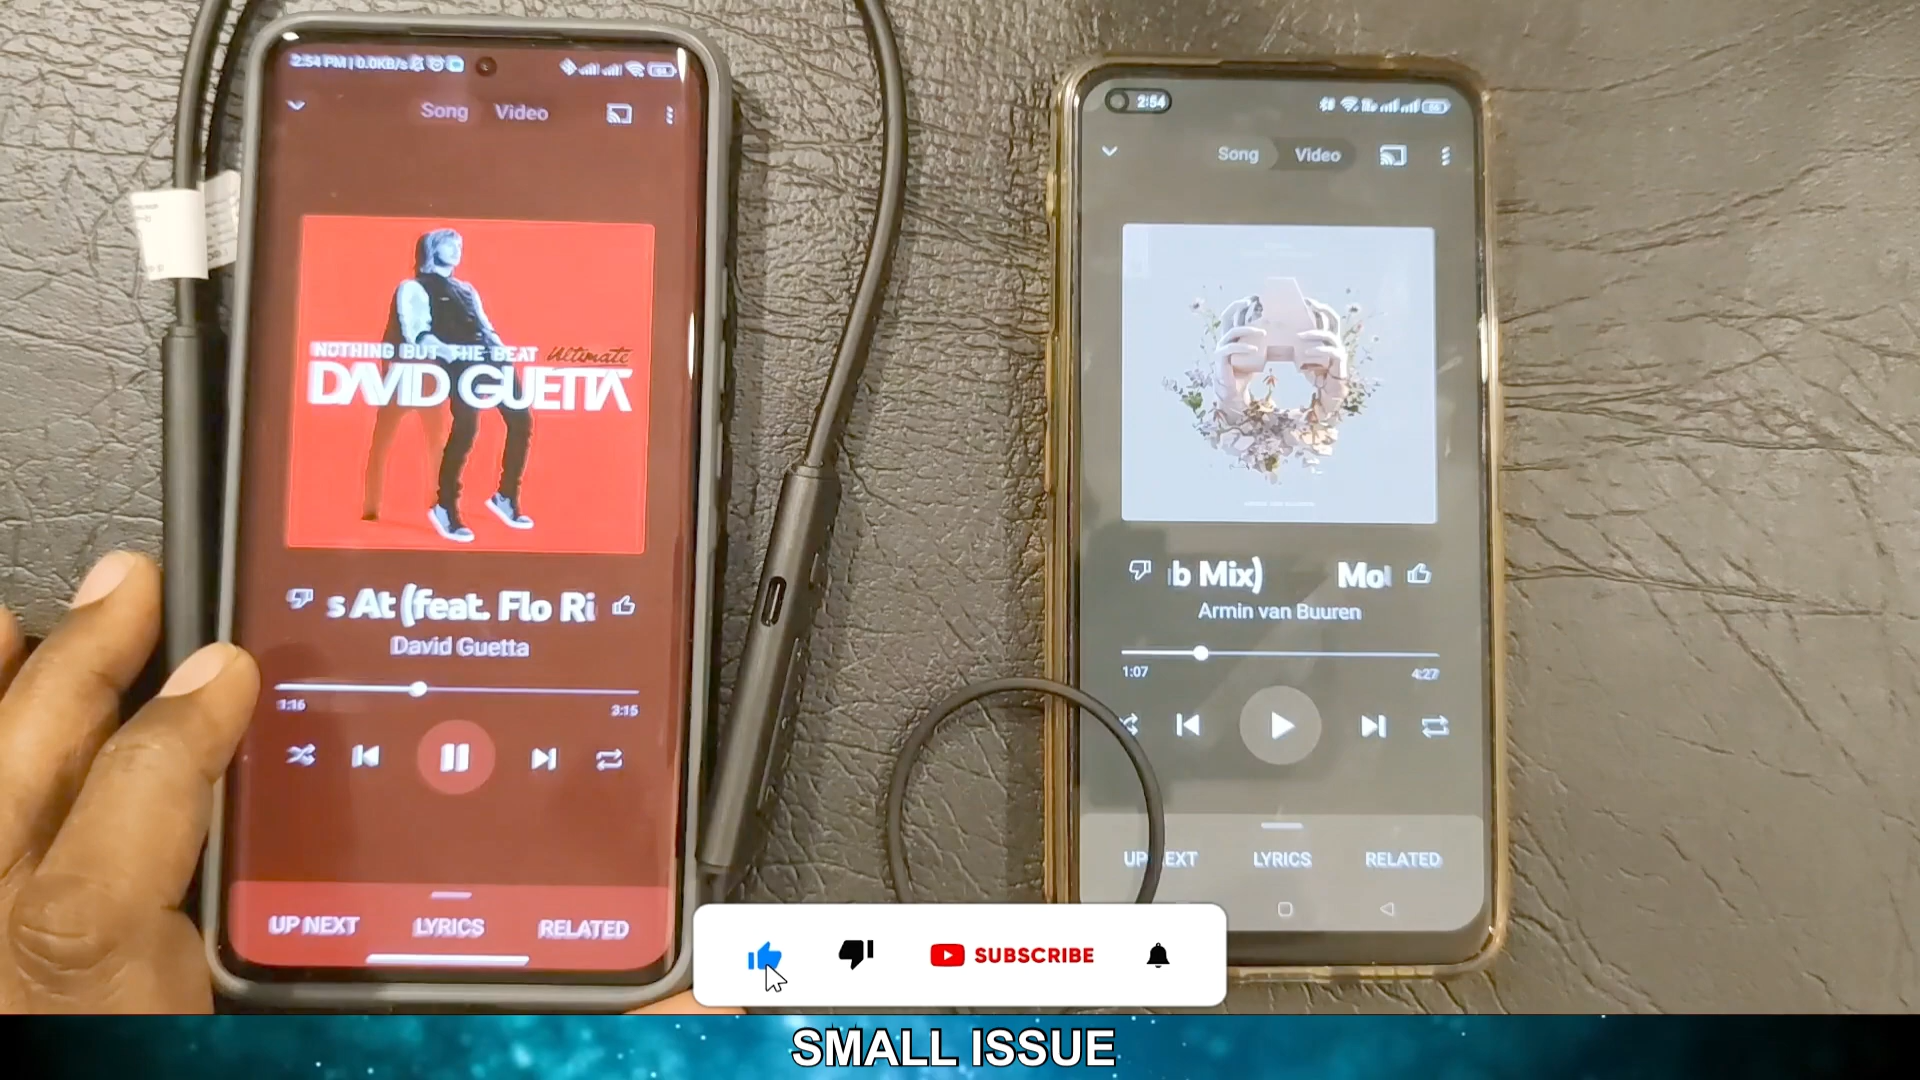 2:54 PM | 0.0KB/s
Song Video
NOTHING BUT THE BEAT Ultimate
DAVID GUETTA
s At (feat. Flo Ri
David Guetta
1:16 3:15
UP NEXT LYRICS RELATED
2:54
Song Video
b Mix) Mo
Armin van Buuren
1:07 4:27
UP EXT LYRICS RELATED
SUBSCRIBE
SMALL ISSUE